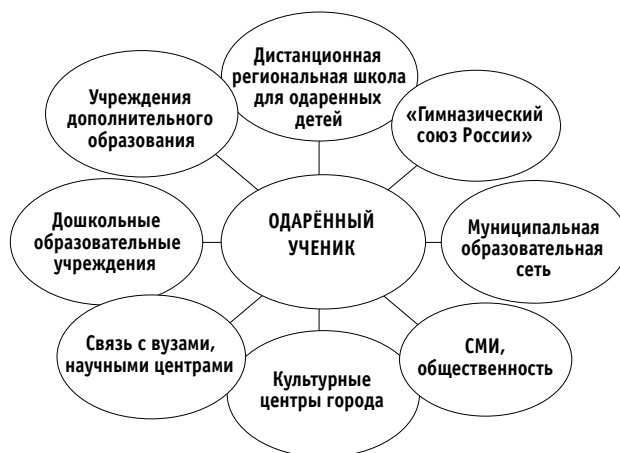 Дистанционная
региональная школа
для одаренных
детей
Учреждения
дополнительного
образования
«Гимназический
союз России»
Дошкольные
образовательные
учреждения
ОДАРЁННЫЙ
УЧЕНИК
Муниципальная
образовательная
сеть
Связь с вузами,
научными центрами
Культурные
центры города
СМИ,
общественность